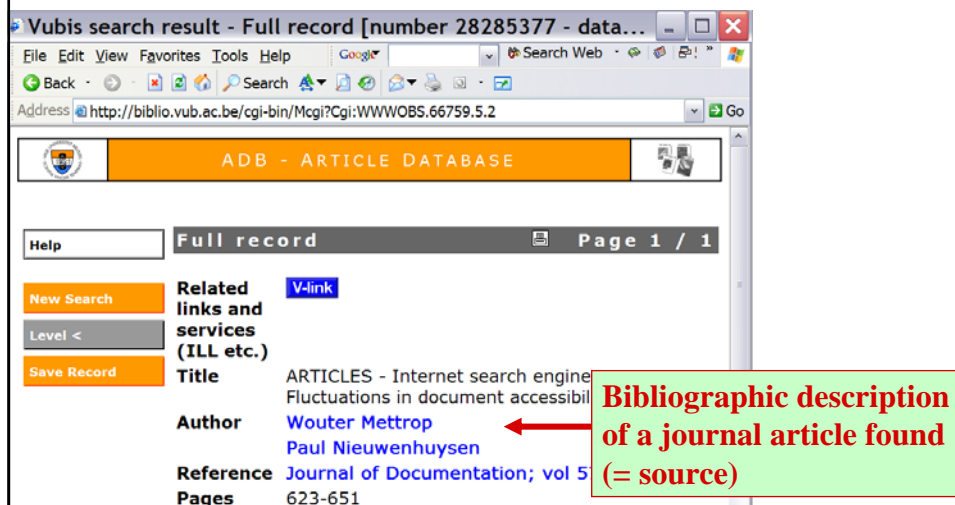 Vubis search result - Full record [number 28285377 - data...
File Edit View Favorites Tools Help Google Search Web
Back Search
Address http://biblio.vub.ac.be/cgi-bin/Mcgi?Cgi:WWWOBS.66759.5.2 Go
ADB - ARTICLE DATABASE
Help
Full record Page 1 / 1
New Search
Level <
Save Record
Related links and services (ILL etc.) V-link
Title ARTICLES - Internet search engine
Fluctuations in document
Author Wouter Mettrop
Paul Nieuwenhuysen
Reference Journal of Documentation; vol
Pages 623-651
Bibliographic description
of a journal article found
(= source)